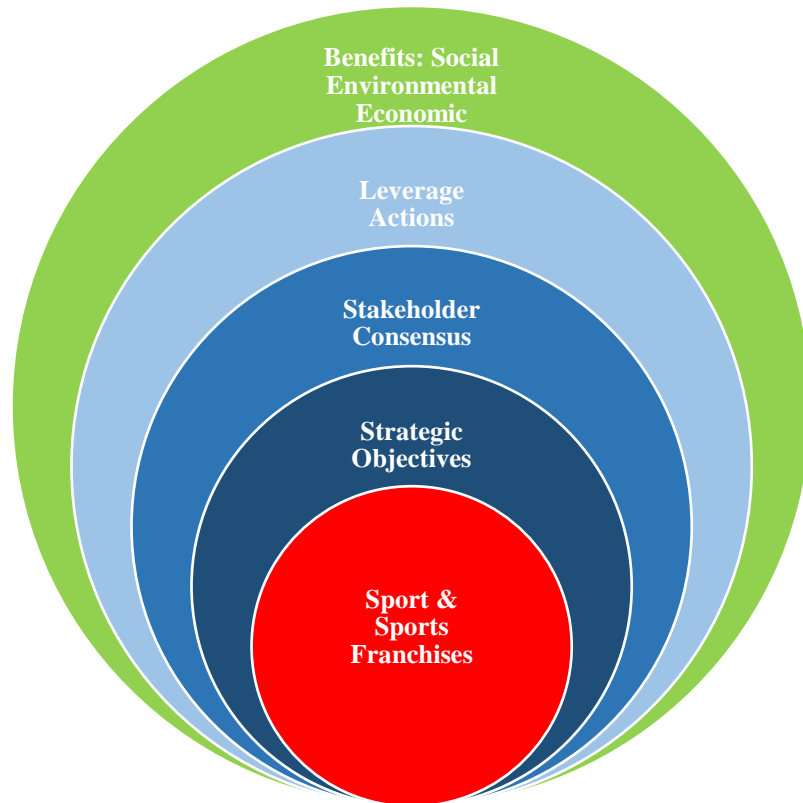 Benefits: Social
Environmental
Economic
Leverage
Actions
Stakeholder
Consensus
Strategic
Objectives
Sport &
Sports
Franchises